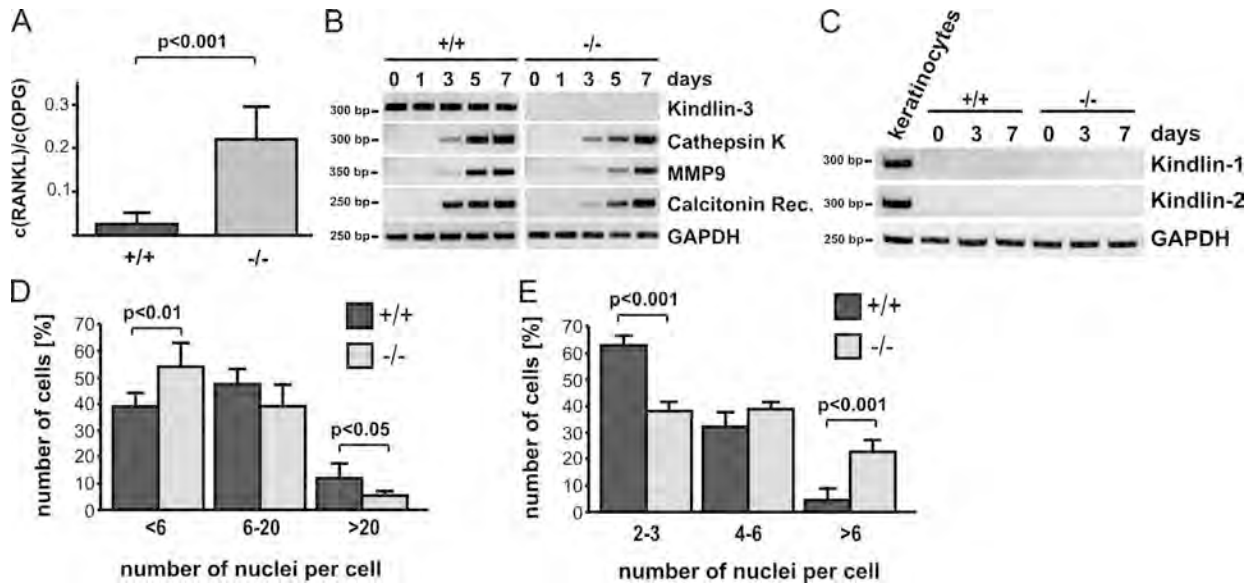 A
p<0.001
c(RANKL)/c(OPG)
0.3
0.2
0.1
+/+ -/-
B
+/+ -/-
0 1 3 5 7 0 1 3 5 7 days
300 bp Kindlin-3
300 bp Cathepsin K
350 bp MMP9
250 bp Calcitonin Rec.
250 bp GAPDH
C
keratinocytes
+/+ -/-
0 3 7 0 3 7 days
300 bp Kindlin-1
300 bp Kindlin-2
250 bp GAPDH
D
number of cells [%]
70
60
50
40
30
20
10
0
p<0.01
p<0.05
+/+
-/-
<6 6-20 >20
number of nuclei per cell
E
number of cells [%]
70
60
50
40
30
20
10
0
p<0.001
p<0.001
+/+
-/-
2-3 4-6 >6
number of nuclei per cell